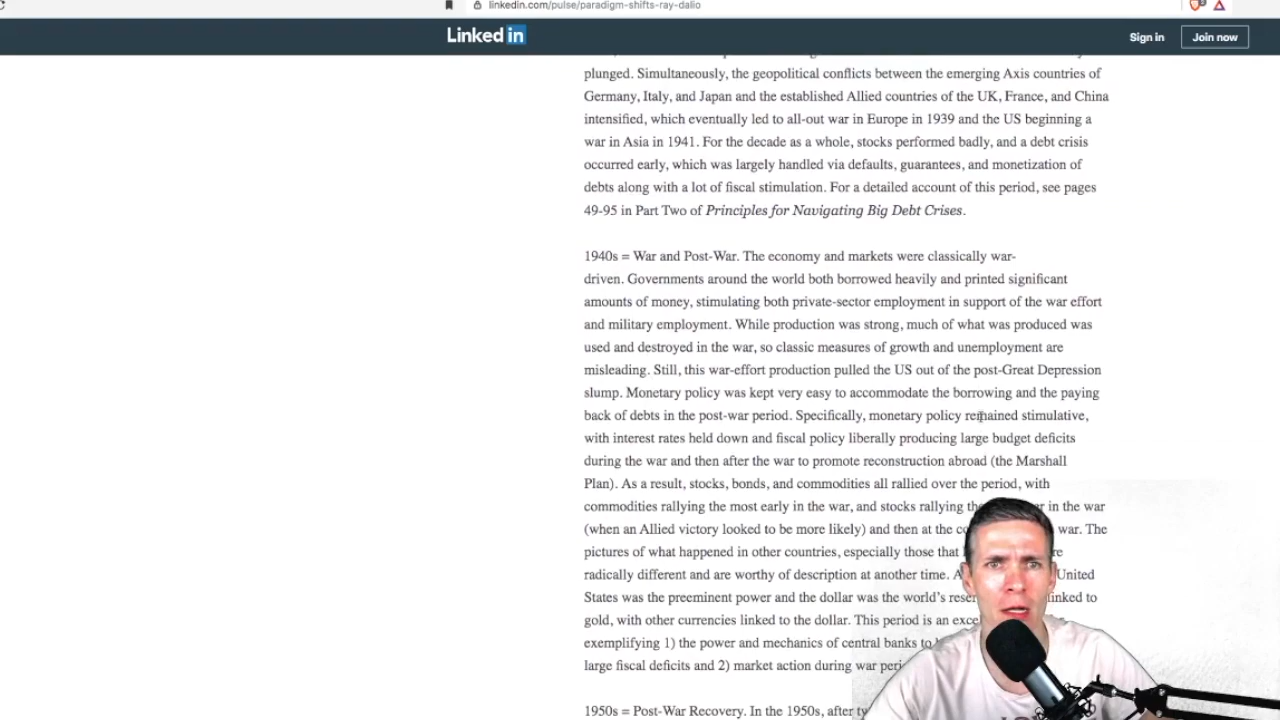 linkedin.com/pulse/paradigm-shifts-ray-dalio
Linked in
Sign in
Join now
plunged. Simultaneously, the geopolitical conflicts between the emerging Axis countries of
Germany, Italy, and Japan and the established Allied countries of the UK, France, and China
intensified, which eventually led to all-out war in Europe in 1939 and the US beginning a
war in Asia in 1941. For the decade as a whole, stocks performed badly, and a debt crisis
occurred early, which was largely handled via defaults, guarantees, and monetization of
debts along with a lot of fiscal stimulation. For a detailed account of this period, see pages
49-95 in Part Two of Principles for Navigating Big Debt Crises.
1940s = War and Post-War. The economy and markets were classically war-
driven. Governments around the world both borrowed heavily and printed significant
amounts of money, stimulating both private-sector employment in support of the war effort
and military employment. While production was strong, much of what was produced was
used and destroyed in the war, so classic measures of growth and unemployment are
misleading. Still, this war-effort production pulled the US out of the post-Great Depression
slump. Monetary policy was kept very easy to accommodate the borrowing and the paying
back of debts in the post-war period. Specifically, monetary policy remained stimulative,
with interest rates held down and fiscal policy liberally producing large budget deficits
during the war and then after the war to promote reconstruction abroad (the Marshall
Plan). As a result, stocks, bonds, and commodities all rallied over the period, with
commodities rallying the most early in the war, and stocks rallying in the war
(when an Allied victory looked to be more likely) and then at the war. The
pictures of what happened in other countries, especially those that
radically different and are worthy of description at another time. United
States was the preeminent power and the dollar was the world's linked to
gold, with other currencies linked to the dollar. This period is an
exemplifying 1) the power and mechanics of central banks to
large fiscal deficits and 2) market action during war
1950s = Post-War Recovery. In the 1950s, after